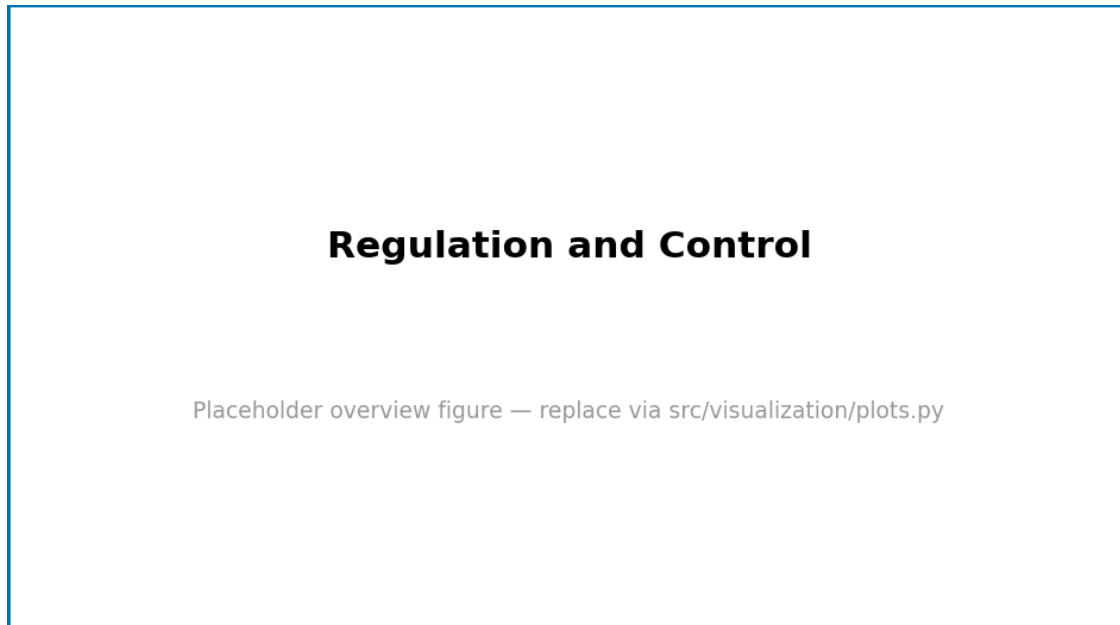 Regulation and Control
Placeholder overview figure — replace via src/visualization/plots.py